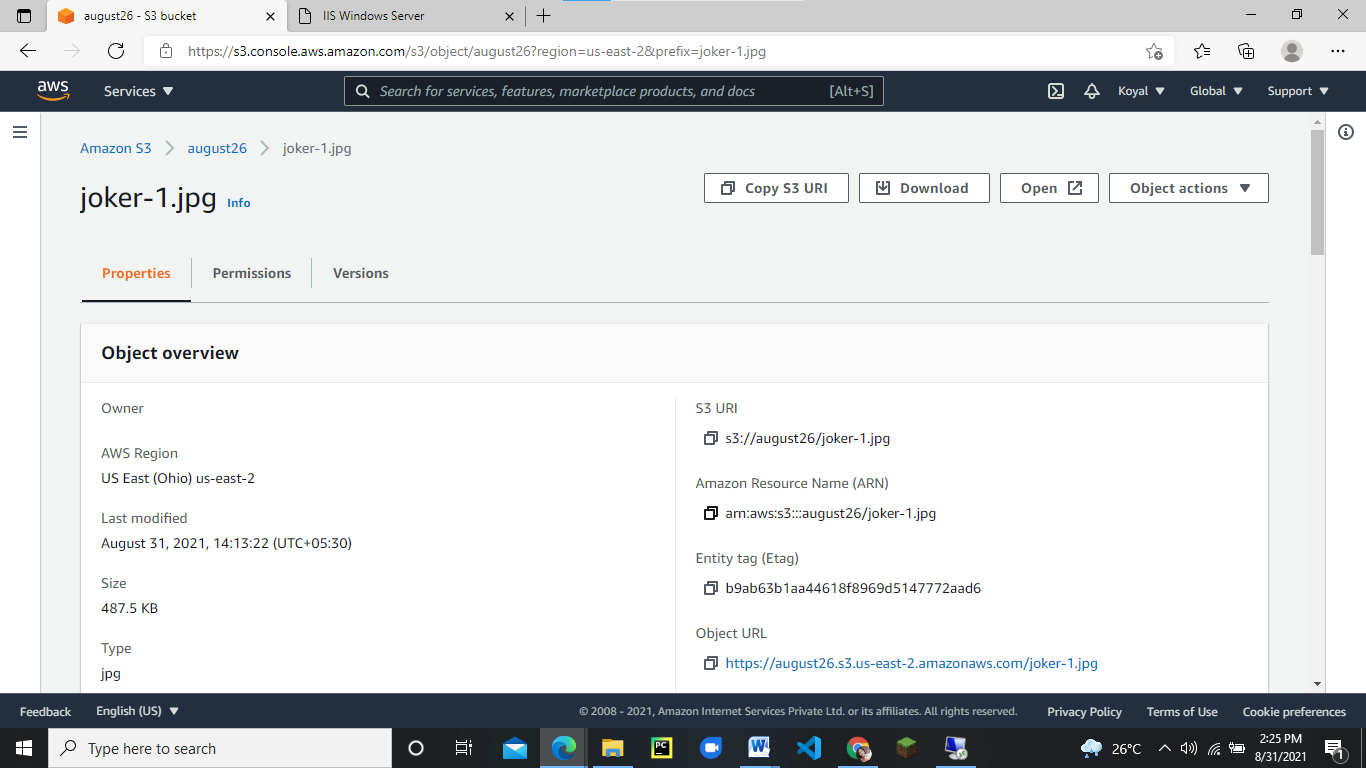 august26 - S3 bucket
IIS Windows Server
https://s3.console.aws.amazon.com/s3/object/august26?region=us-east-2&prefix=joker-1.jpg
aws
Services
Search for services, features, marketplace products, and docs
[Alt+S]
Koyal
Global
Support
Amazon S3
august26
joker-1.jpg
joker-1.jpg
Info
Copy S3 URI
Download
Open
Object actions
Properties
Permissions
Versions
Object overview
Owner
AWS Region
US East (Ohio) us-east-2
Last modified
August 31, 2021, 14:13:22 (UTC+05:30)
Size
487.5 KB
Type
jpg
S3 URI
s3://august26/joker-1.jpg
Amazon Resource Name (ARN)
arn:aws:s3:::august26/joker-1.jpg
Entity tag (Etag)
b9ab63b1aa44618f8969d5147772aad6
Object URL
https://august26.s3.us-east-2.amazonaws.com/joker-1.jpg
Feedback
English (US)
© 2008 - 2021, Amazon Internet Services Private Ltd. or its affiliates. All rights reserved.
Privacy Policy
Terms of Use
Cookie preferences
Type here to search
PC
W
26°C
2:25 PM
8/31/2021
1